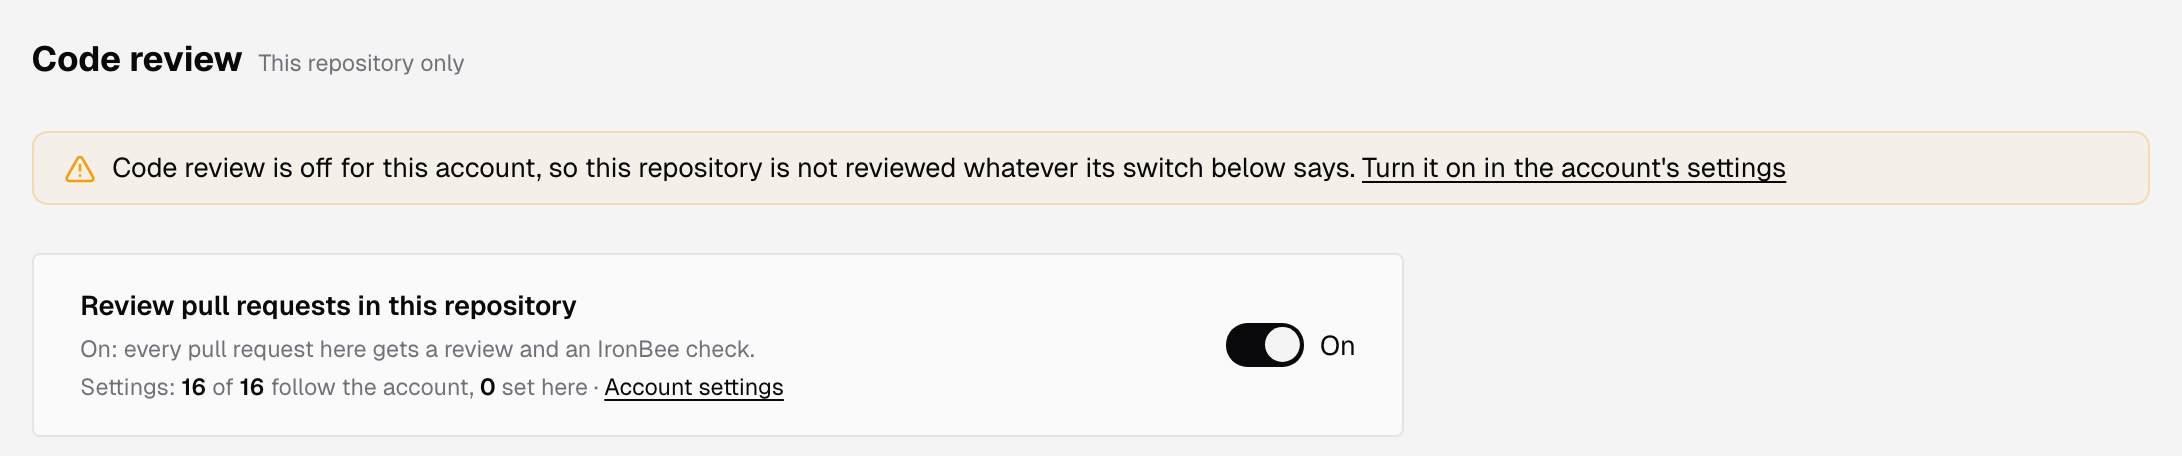 Code review This repository only
Code review is off for this account, so this repository is not reviewed whatever its switch below says. Turn it on in the account's settings
Review pull requests in this repository
On: every pull request here gets a review and an IronBee check.
On
Settings: 16 of 16 follow the account, 0 set here · Account settings